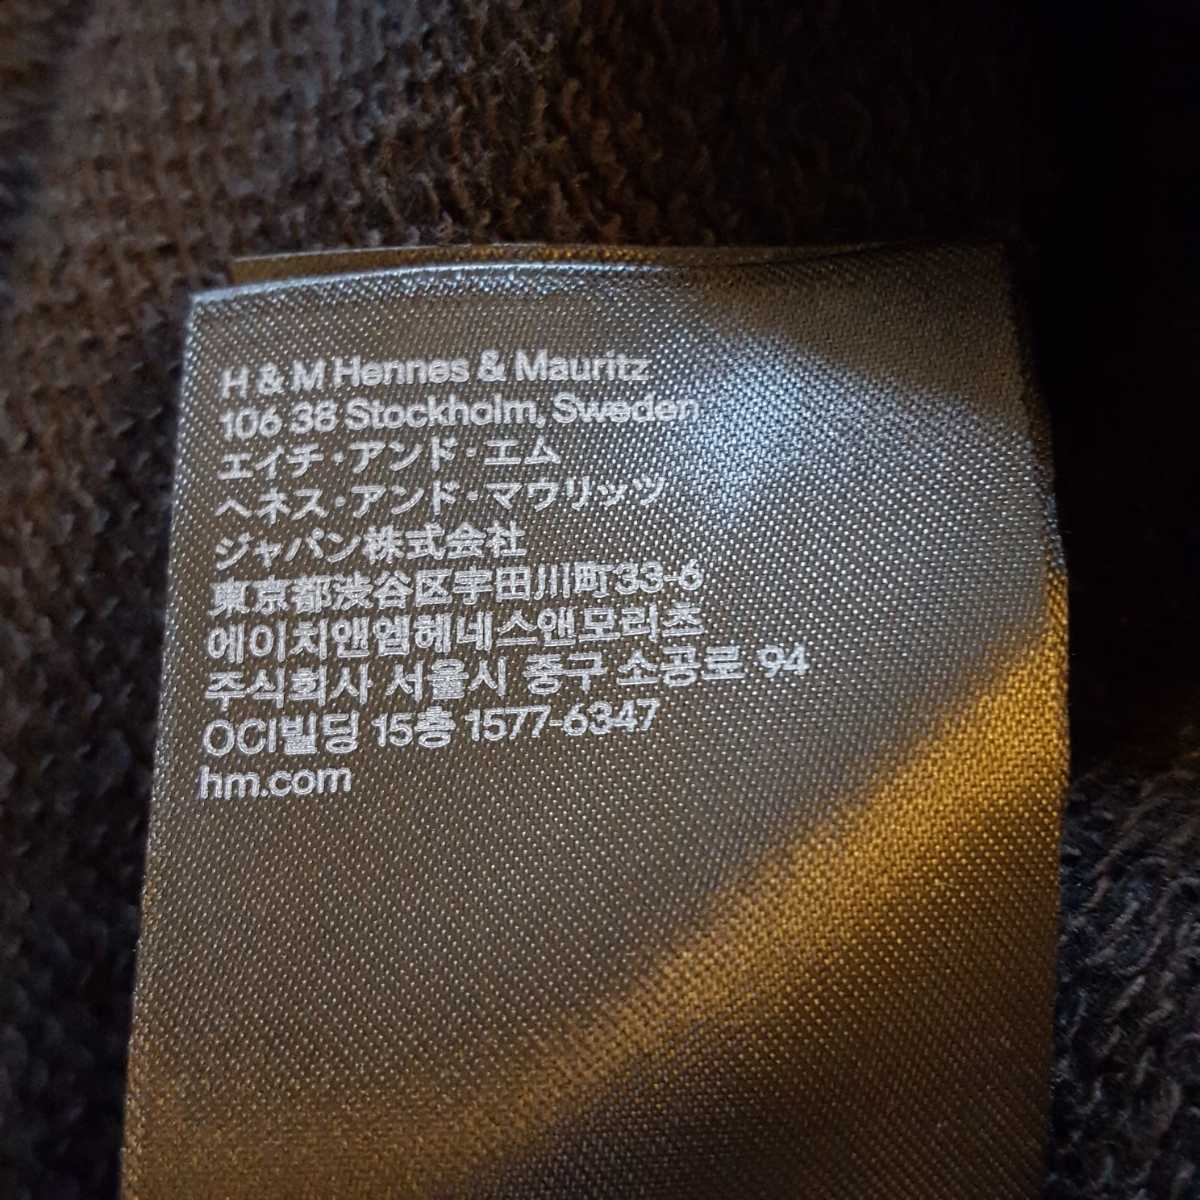 H & M Hennes & Mauritz
106 38 Stockholm, Sweden
エイチ・アンド・エム
ヘネス・アンド・マウリッツ
ジャパン株式会社
東京都渋谷区宇田川町33-6
에이치앤엠헤네스앤모리츠
주식회사 서울시 중구 소공로 94
OCI빌딩 15층 1577-6347
hm.com